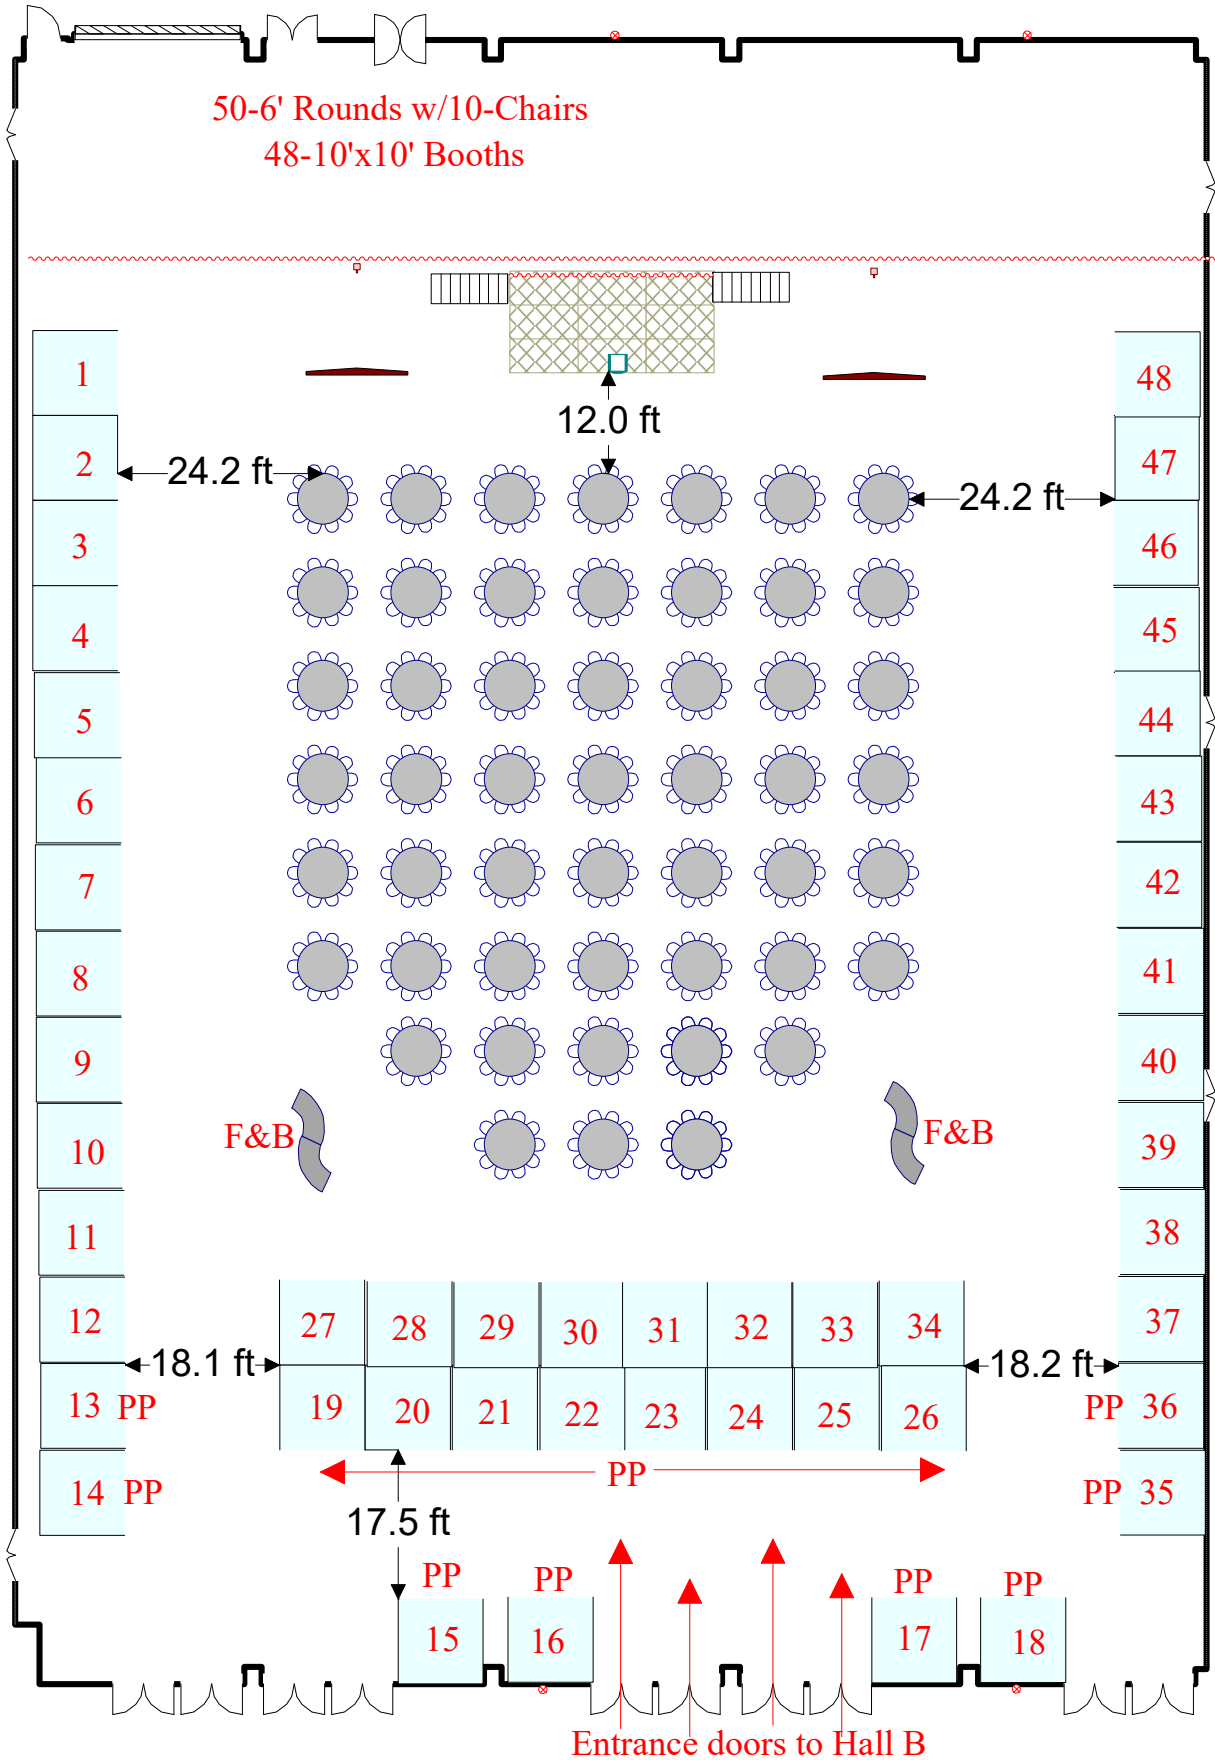 50-6' Rounds w/10-Chairs
48-10'x10' Booths
12.0 ft
24.2 ft
24.2 ft
1
2
3
4
5
6
7
8
9
10
11
12
13 PP
14 PP
48
47
46
45
44
43
42
41
40
39
38
37
PP 36
PP 35
F&B
F&B
27 28 29 30 31 32 33 34
18.1 ft
18.2 ft
19 20 21 22 23 24 25 26
PP
17.5 ft
PP PP PP PP
15 16 17 18
Entrance doors to Hall B